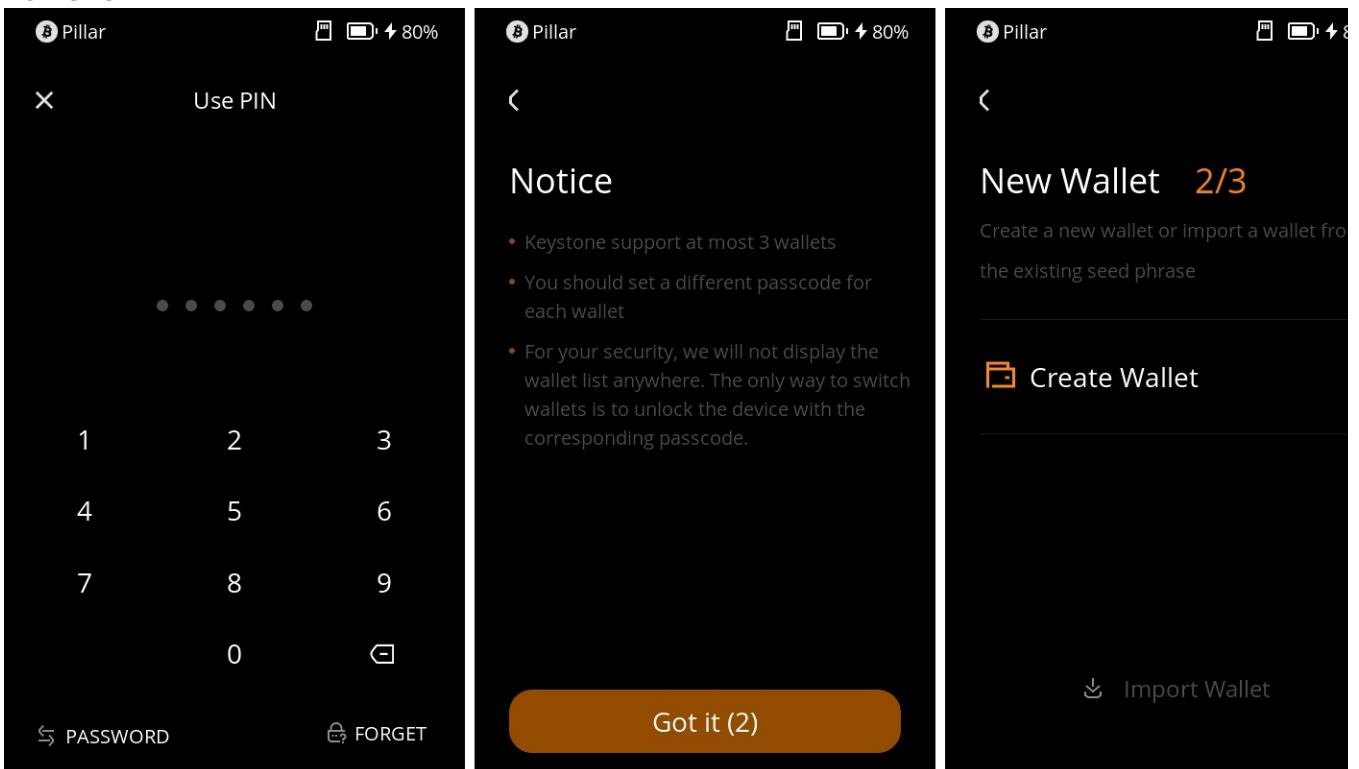 Pillar 80%
Use PIN
1 2 3
4 5 6
7 8 9
0
PASSWORD FORGET
Pillar 80%
Notice
• Keystone support at most 3 wallets
• You should set a different passcode for
each wallet
• For your security, we will not display the
wallet list anywhere. The only way to switch
wallets is to unlock the device with the
corresponding passcode.
Got it (2)
Pillar
New Wallet 2/3
Create a new wallet or import a wallet
the existing seed phrase
Create Wallet
Import Wallet